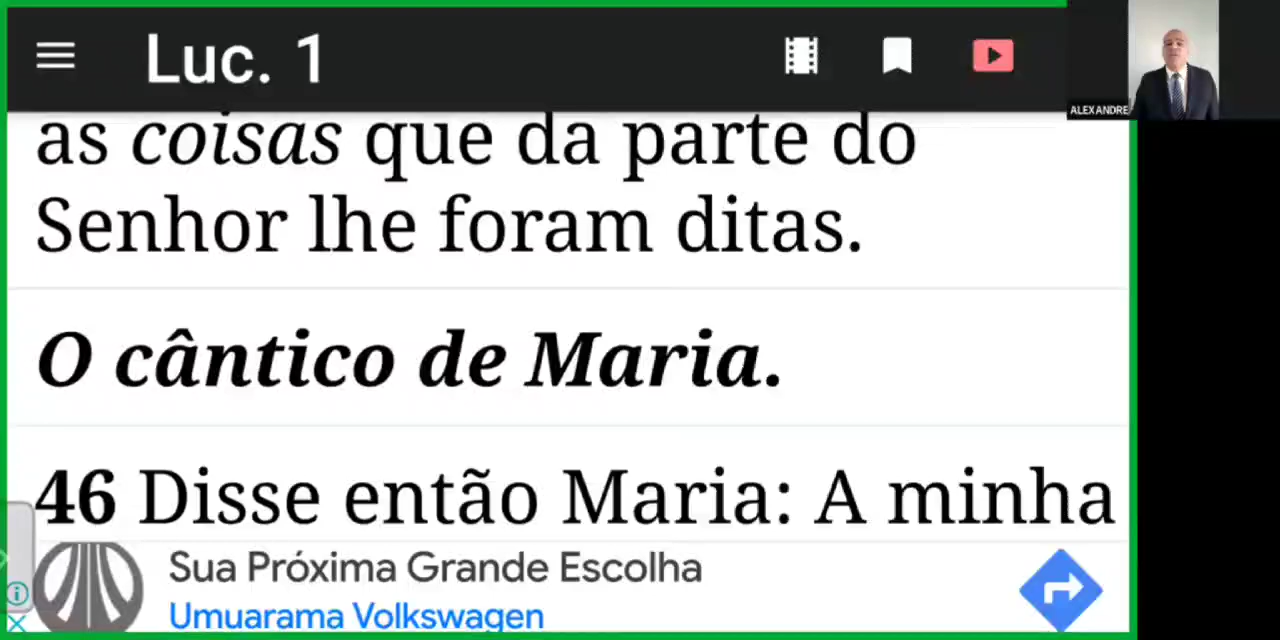 Luc. 1
ALEXANDRE
as coisas que da parte do
Senhor lhe foram ditas.
O cântico de Maria.
46 Disse então Maria: A minha
Sua Próxima Grande Escolha
Umuarama Volkswagen